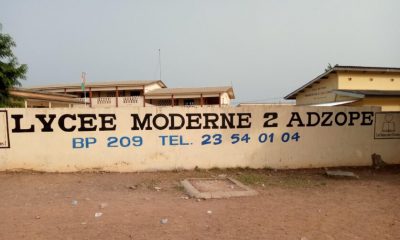 LYCEE MODERNE 2 ADZOPE
BP 209 TEL. 23 54 01 04